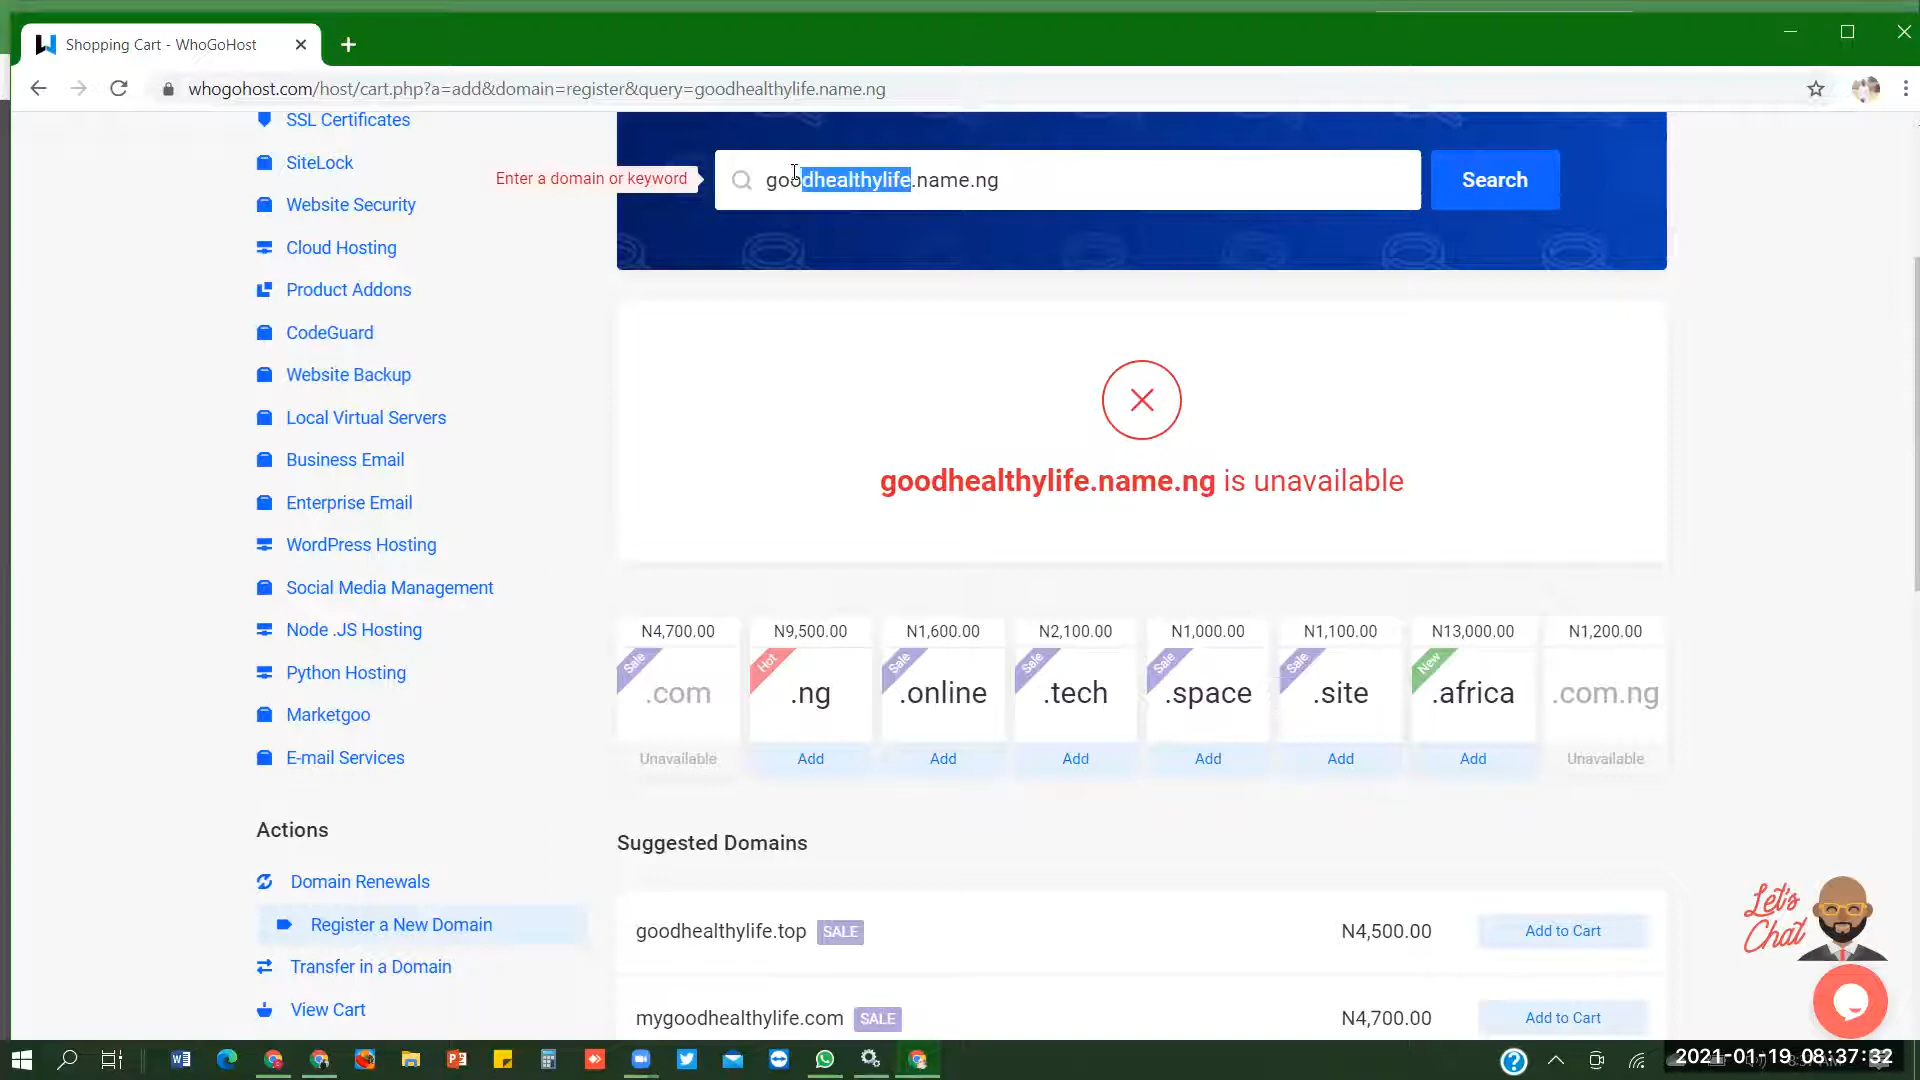 Shopping Cart - WhoGoHost
whogohost.com/host/cart.php?a=add&domain=register&query=goodhealthylife.name.ng
SSL Certificates
SiteLock
Website Security
Cloud Hosting
Product Addons
CodeGuard
Website Backup
Local Virtual Servers
Business Email
Enterprise Email
WordPress Hosting
Social Media Management
Node .JS Hosting
Python Hosting
Marketgoo
E-mail Services
Actions
Domain Renewals
Register a New Domain
Transfer in a Domain
View Cart
Enter a domain or keyword
goodhealthylife.name.ng
Search
goodhealthylife.name.ng is unavailable
N4,700.00 N9,500.00 N1,600.00 N2,100.00 N1,000.00 N1,100.00 N13,000.00 N1,200.00
Sale Hot Sale Sale Sale Sale New
.com .ng .online .tech .space .site .africa .com.ng
Unavailable Add Add Add Add Add Add Unavailable
Suggested Domains
goodhealthylife.top SALE N4,500.00 Add to Cart
mygoodhealthylife.com SALE N4,700.00 Add to Cart
Let's
Chat
2021-01-19 08:37:32